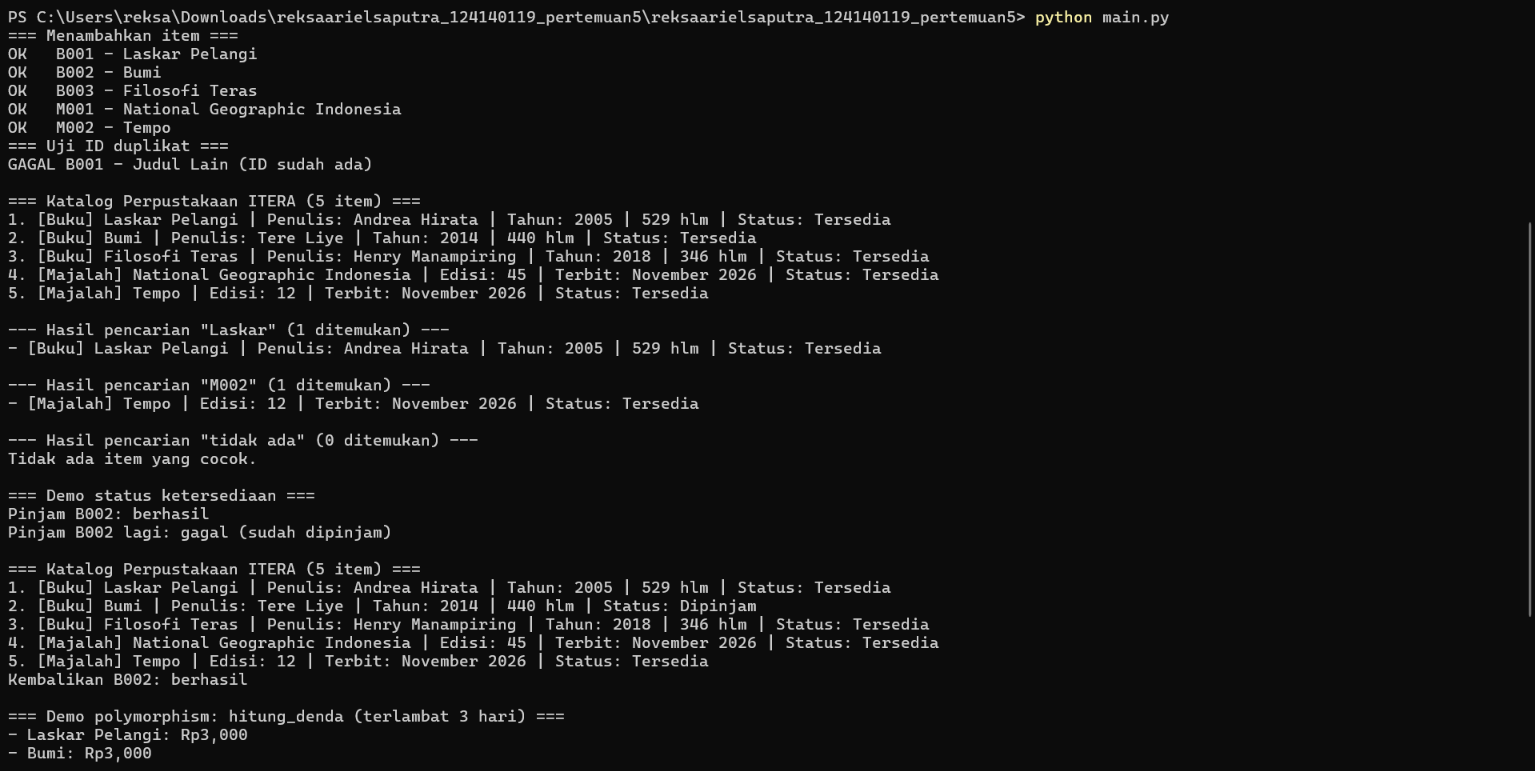 PS C:\Users\reksa\Downloads\reksaarielsaputra_124140119_pertemuan5\reksaarielsaputra_124140119_pertemuan5> python main.py
=== Menambahkan item ===
OK   B001 - Laskar Pelangi
OK   B002 - Bumi
OK   B003 - Filosofi Teras
OK   M001 - National Geographic Indonesia
OK   M002 - Tempo
=== Uji ID duplikat ===
GAGAL B001 - Judul Lain (ID sudah ada)

=== Katalog Perpustakaan ITERA (5 item) ===
1. [Buku] Laskar Pelangi | Penulis: Andrea Hirata | Tahun: 2005 | 529 hlm | Status: Tersedia
2. [Buku] Bumi | Penulis: Tere Liye | Tahun: 2014 | 440 hlm | Status: Tersedia
3. [Buku] Filosofi Teras | Penulis: Henry Manampiring | Tahun: 2018 | 346 hlm | Status: Tersedia
4. [Majalah] National Geographic Indonesia | Edisi: 45 | Terbit: November 2026 | Status: Tersedia
5. [Majalah] Tempo | Edisi: 12 | Terbit: November 2026 | Status: Tersedia

--- Hasil pencarian "Laskar" (1 ditemukan) ---
- [Buku] Laskar Pelangi | Penulis: Andrea Hirata | Tahun: 2005 | 529 hlm | Status: Tersedia

--- Hasil pencarian "M002" (1 ditemukan) ---
- [Majalah] Tempo | Edisi: 12 | Terbit: November 2026 | Status: Tersedia

--- Hasil pencarian "tidak ada" (0 ditemukan) ---
Tidak ada item yang cocok.

=== Demo status ketersediaan ===
Pinjam B002: berhasil
Pinjam B002 lagi: gagal (sudah dipinjam)

=== Katalog Perpustakaan ITERA (5 item) ===
1. [Buku] Laskar Pelangi | Penulis: Andrea Hirata | Tahun: 2005 | 529 hlm | Status: Tersedia
2. [Buku] Bumi | Penulis: Tere Liye | Tahun: 2014 | 440 hlm | Status: Dipinjam
3. [Buku] Filosofi Teras | Penulis: Henry Manampiring | Tahun: 2018 | 346 hlm | Status: Tersedia
4. [Majalah] National Geographic Indonesia | Edisi: 45 | Terbit: November 2026 | Status: Tersedia
5. [Majalah] Tempo | Edisi: 12 | Terbit: November 2026 | Status: Tersedia
Kembalikan B002: berhasil

=== Demo polymorphism: hitung_denda (terlambat 3 hari) ===
- Laskar Pelangi: Rp3,000
- Bumi: Rp3,000